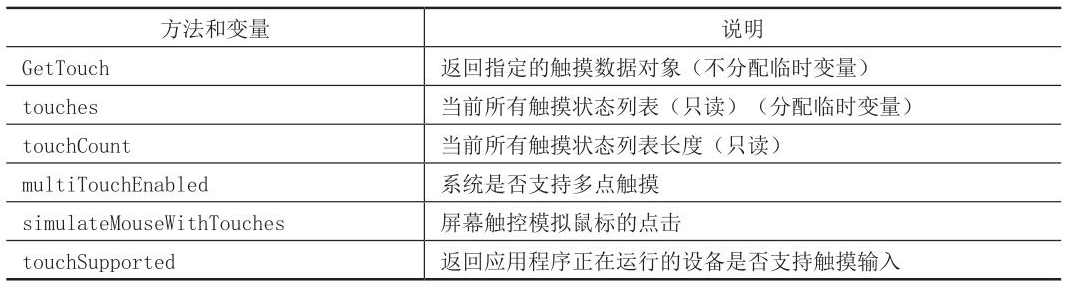 方法和变量 说明
GetTouch 返回指定的触摸数据对象（不分配临时变量）
touches 当前所有触摸状态列表（只读）（分配临时变量）
touchCount 当前所有触摸状态列表长度（只读）
multiTouchEnabled 系统是否支持多点触摸
simulateMouseWithTouches 屏幕触控模拟鼠标的点击
touchSupported 返回应用程序正在运行的设备是否支持触摸输入